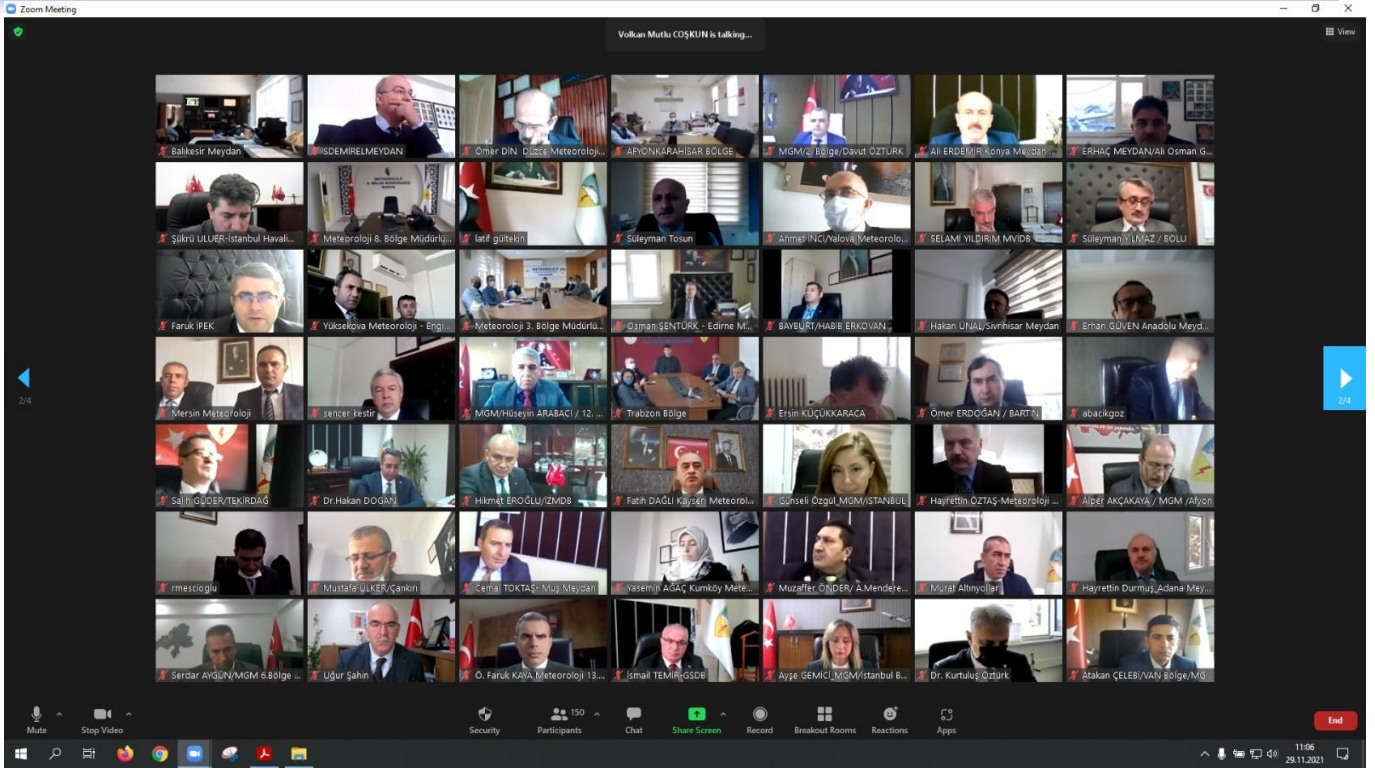 Zoom Meeting
Volkan Mutlu COŞKUN is talking...
View
Balıkesir Meydan
SDEMIRELMEYDAN
Ömer DİN Düzce Meteoroloji...
AFYONKARAHİSAR BÖLGE
MGM/2. Bölge/Davut ÖZTÜRK
Ali ERDEMİR Konya Meydan
ERHAÇ MEYDAN/Ali Osman G...
Şükrü ULUER-İstanbul Havali...
Meteoroloji 8. Bölge Müdürlü...
latif gültekin
Süleyman Tosun
Ahmet İNCİ/Yalova Meteorolo...
SELAMİ YILDIRIM MVİDB
Süleyman YILMAZ / BOLU
Faruk İPEK
Yüksekova Meteoroloji - Engi...
Meteoroloji 3. Bölge Müdürlü...
Osman ŞENTÜRK - Edirne M...
BAYBURT/HABİB ERKOVAN
Hakan ÜNAL/Sivrihisar Meydan
Erhan GÜVEN Anadolu Meyd...
2/4
2/4
Mersin Meteoroloji
sencer kestir
MGM/Hüseyin ARABACI / 12. ...
Trabzon Bölge
Ersin KÜÇÜKKARACA
Ömer ERDOĞAN / BARTIN
abacikgoz
Salih GÜDER/TEKİRDAĞ
Dr.Hakan DOGAN
Hikmet EROĞLU/İZMDB
Fatih DAĞLI Kayseri Meteorol...
Günseli Özgül_MGM/İSTANBUL
Hayrettin ÖZTAŞ-Meteoroloji ...
Alper AKÇAKAYA / MGM /Afyon
rmescioglu
Mustafa ÜLKER/Çankırı
Cemal TOKTAŞ- Muş Meydan
Yasemin AĞAÇ Kumköy Mete...
Muzaffer ÖNDER/ A.Mendere...
Murat Altınyollar
Hayrettin Durmuş_Adana Mey...
Serdar AYGÜN/MGM 6.Bölge ...
Uğur Şahin
Ö. Faruk KAYA Meteoroloji 13....
İsmail TEMİR-GSDB
Ayşe GEMİCİ_MGM/İstanbul B...
Dr. Kurtuluş Öztürk
Atakan ÇELEBİ/VAN Bölge/MG
Mute
Stop Video
Security
150
Participants
Chat
Share Screen
Record
Breakout Rooms
Reactions
Apps
End
11:06
29.11.2021